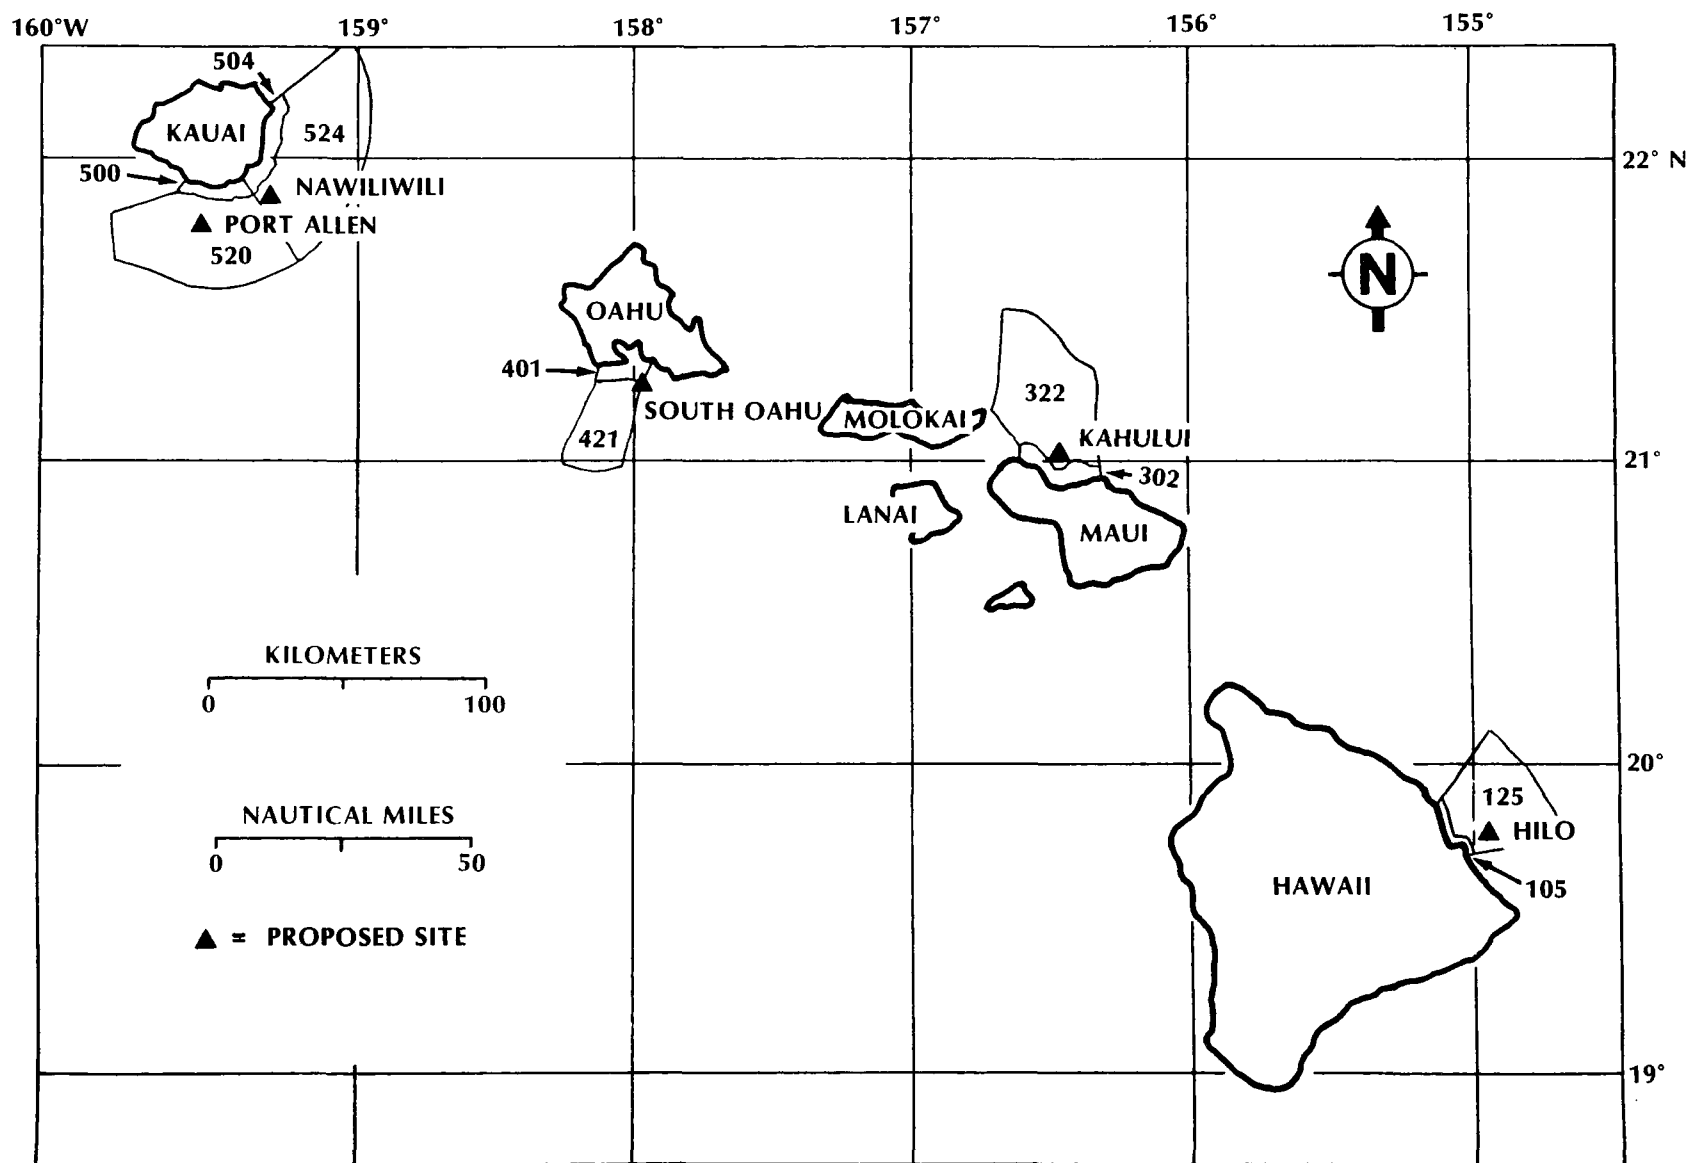 160°W 159° 158° 157° 156° 155°
504
KAUAI
524
22° N
500
NAWILIWILI
PORT ALLEN
520
N
OAHU
401
322
SOUTH OAHU
MOLOKAI
421
KAHULUI
21°
302
LANAI
MAUI
KILOMETERS
0 100
20°
125
NAUTICAL MILES
HILO
0 50
HAWAII
105
= PROPOSED SITE
19°